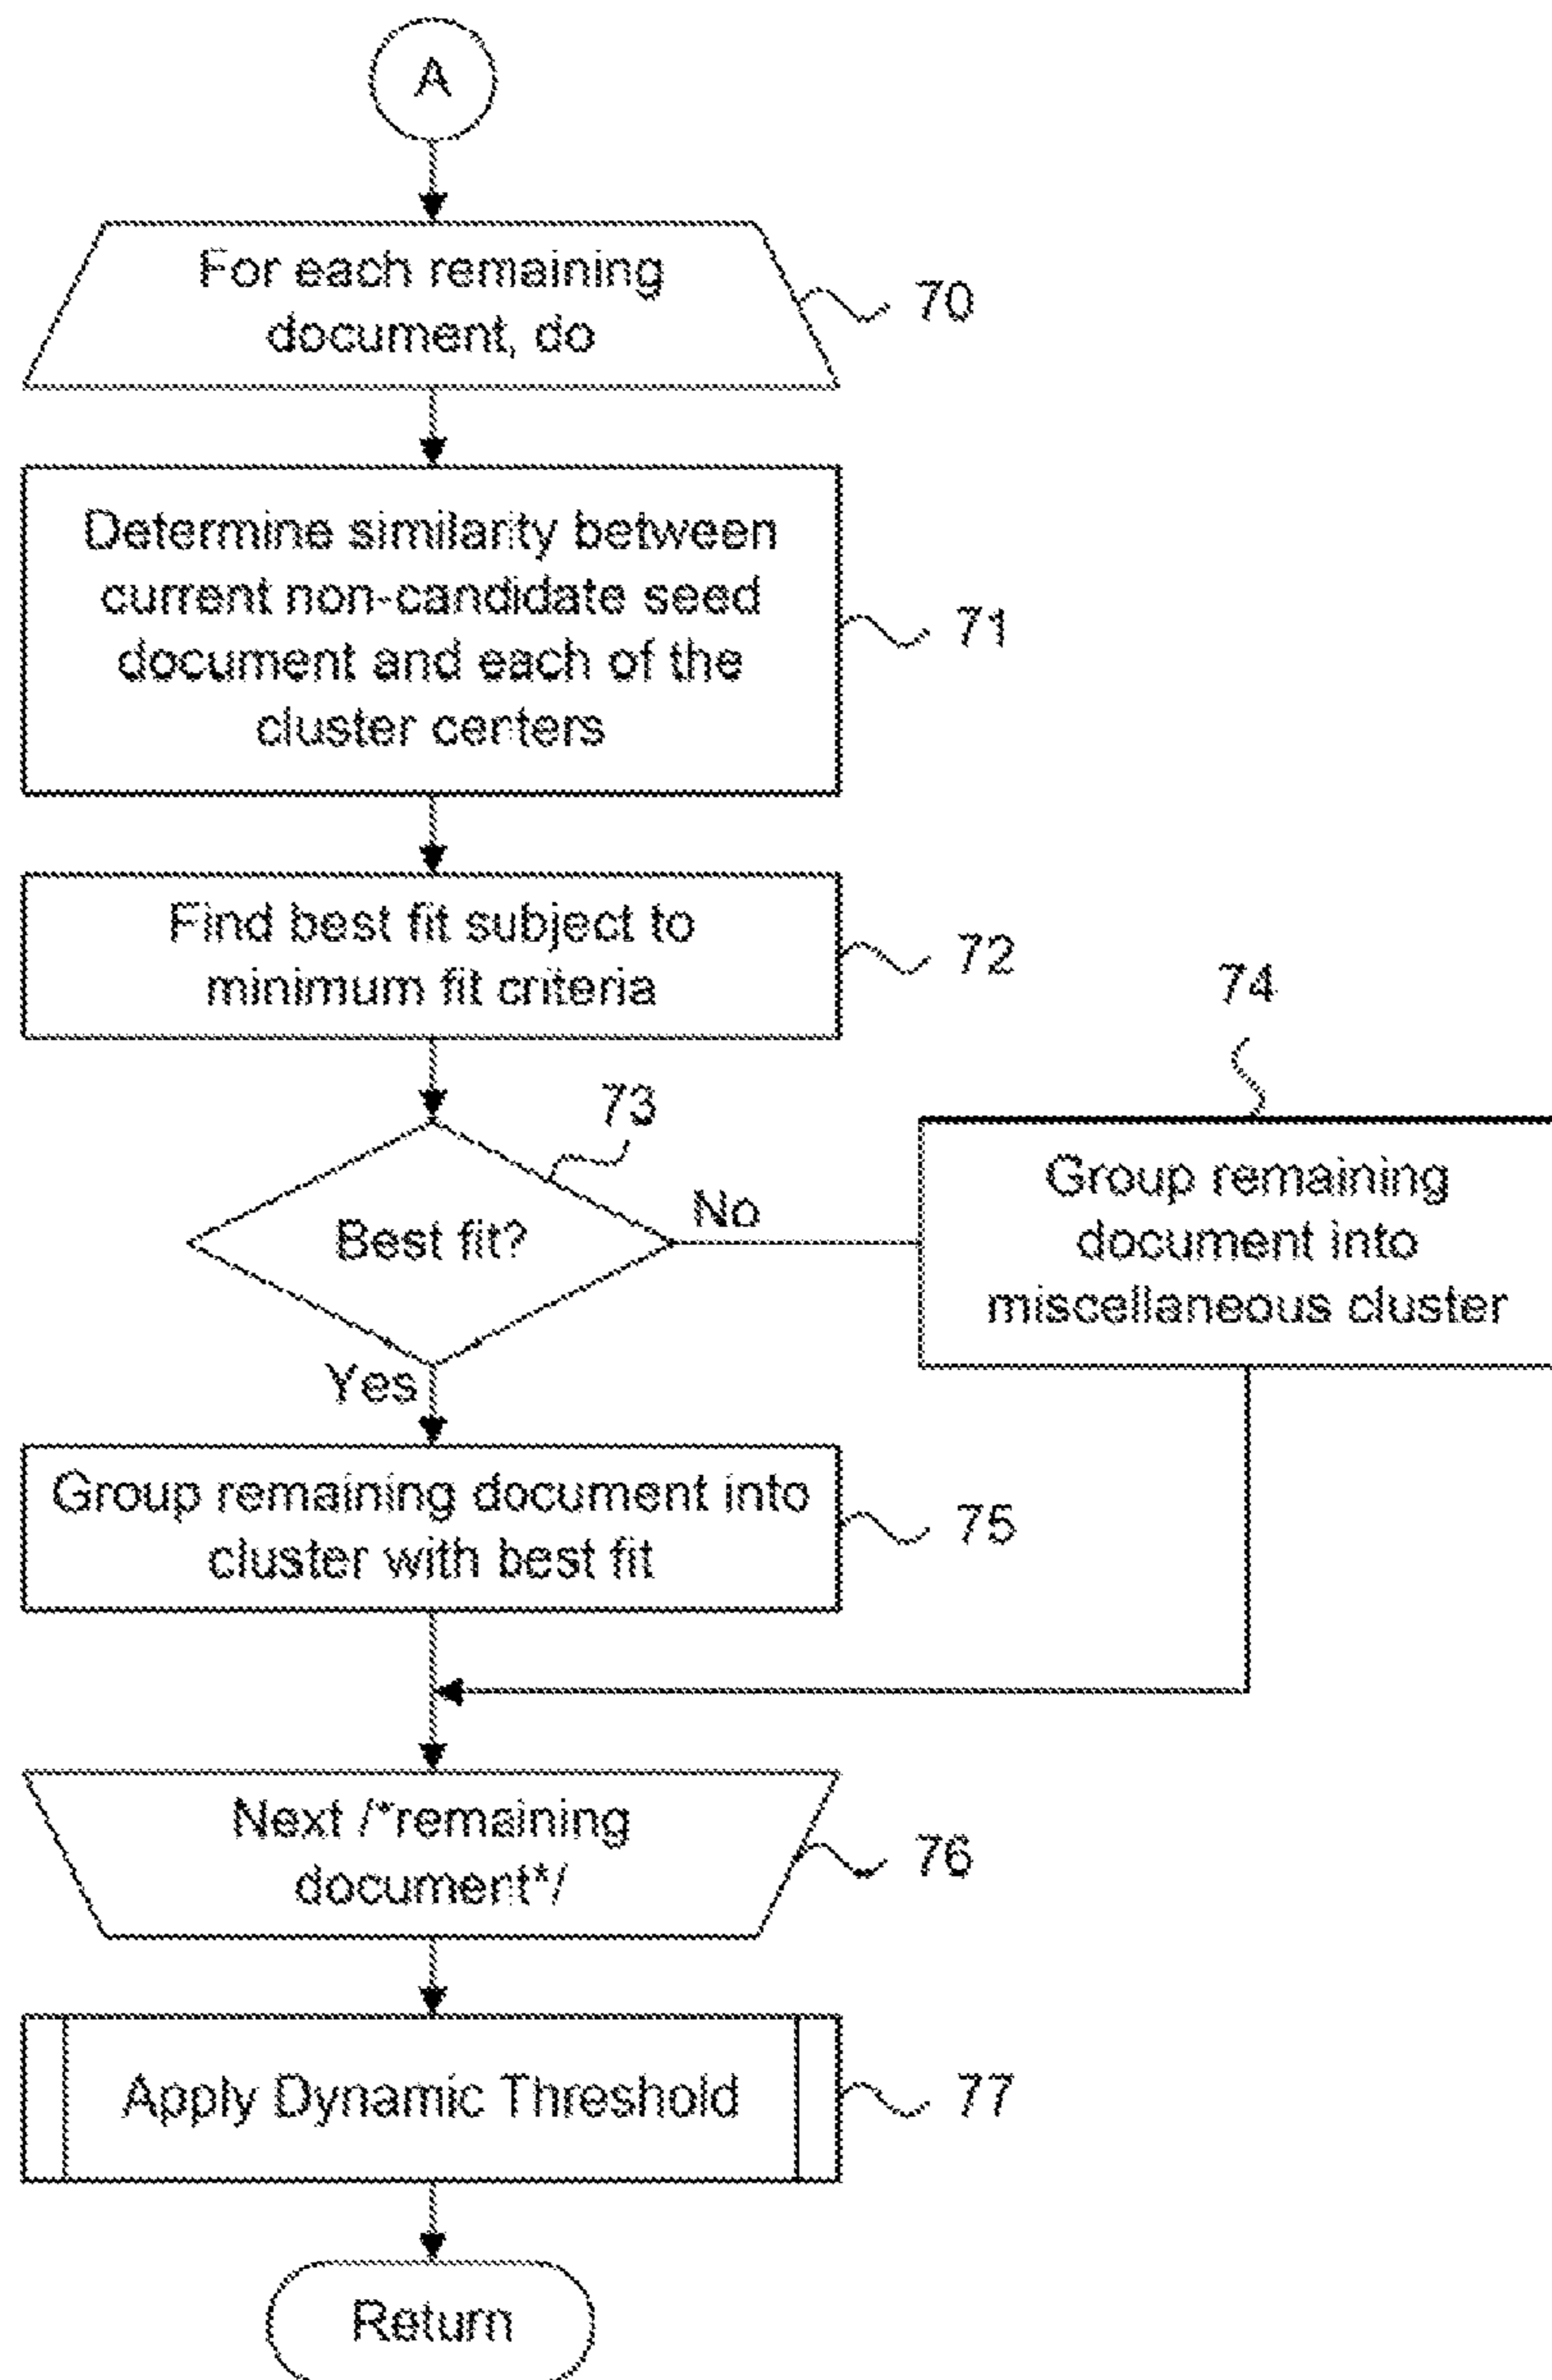 A
For each remaining
document, do
70
Determine similarity between
current non-candidate seed
document and each of the
cluster centers
71
Find best fit subject to
minimum fit criteria
72
73
Best fit?
No
74
Group remaining
document into
miscellaneous cluster
Yes
Group remaining document into
cluster with best fit
75
Next /*remaining
document*/
76
Apply Dynamic Threshold
77
Return